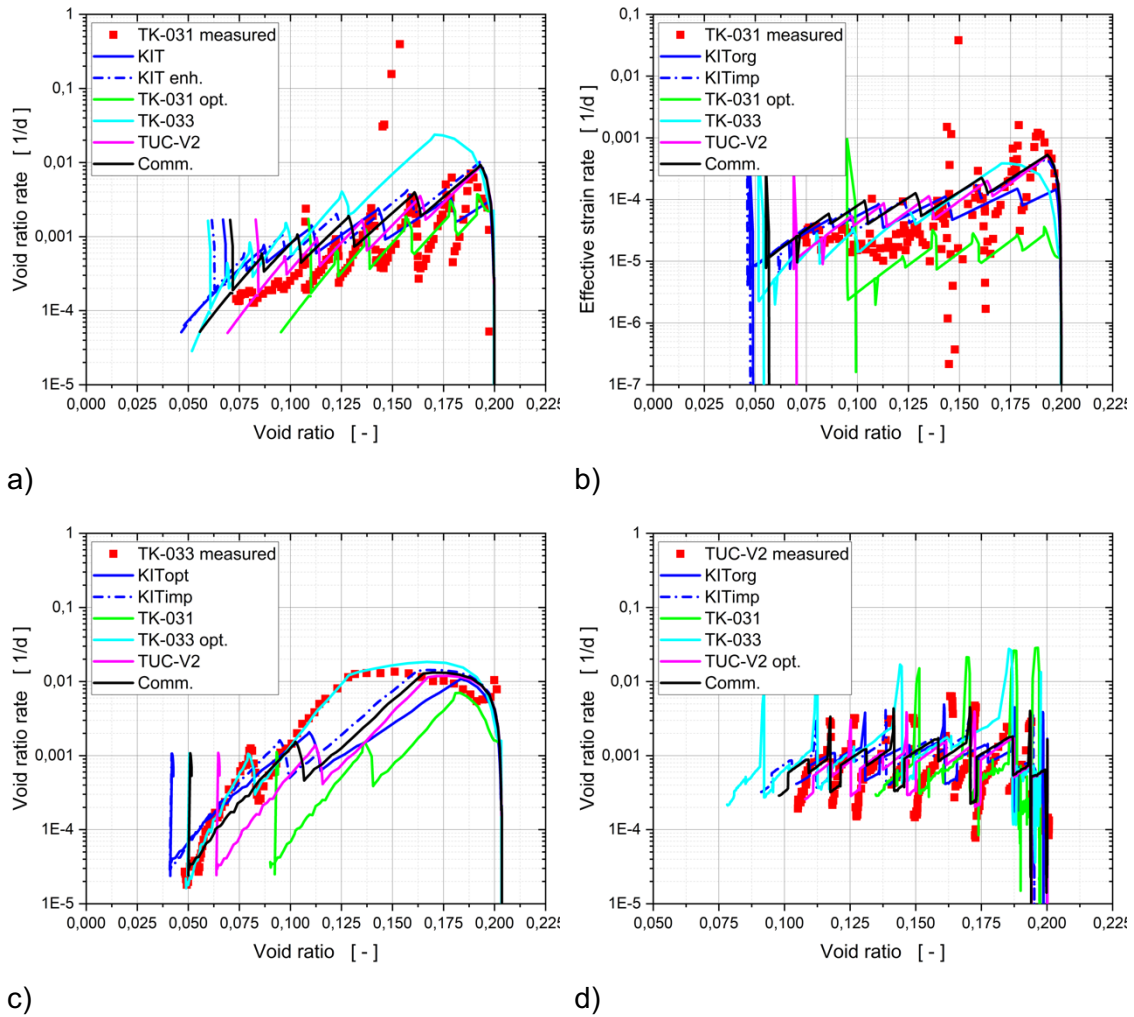 1
0,1
0,01
0,001
1E-4
1E-5
Void ratio rate [ 1/d ]
TK-031 measured
KIT
KIT enh.
TK-031 opt.
TK-033
TUC-V2
Comm.
0,000 0,025 0,050 0,075 0,100 0,125 0,150 0,175 0,200 0,225
Void ratio [ - ]
a)
0,1
0,01
0,001
1E-4
1E-5
1E-6
1E-7
Effective strain rate [ 1/d ]
TK-031 measured
KITorg
KITimp
TK-031 opt.
TK-033
TUC-V2
Comm.
0,000 0,025 0,050 0,075 0,100 0,125 0,150 0,175 0,200 0,225
Void ratio [ - ]
b)
1
0,1
0,01
0,001
1E-4
1E-5
Void ratio rate [ 1/d ]
TK-033 measured
KITopt
KITimp
TK-031
TK-033 opt.
TUC-V2
Comm.
0,000 0,025 0,050 0,075 0,100 0,125 0,150 0,175 0,200 0,225
Void ratio [ - ]
c)
1
0,1
0,01
0,001
1E-4
1E-5
Void ratio rate [ 1/d ]
TUC-V2 measured
KITorg
KITimp
TK-031
TK-033
TUC-V2 opt.
Comm.
0,050 0,075 0,100 0,125 0,150 0,175 0,200 0,225
Void ratio [ - ]
d)